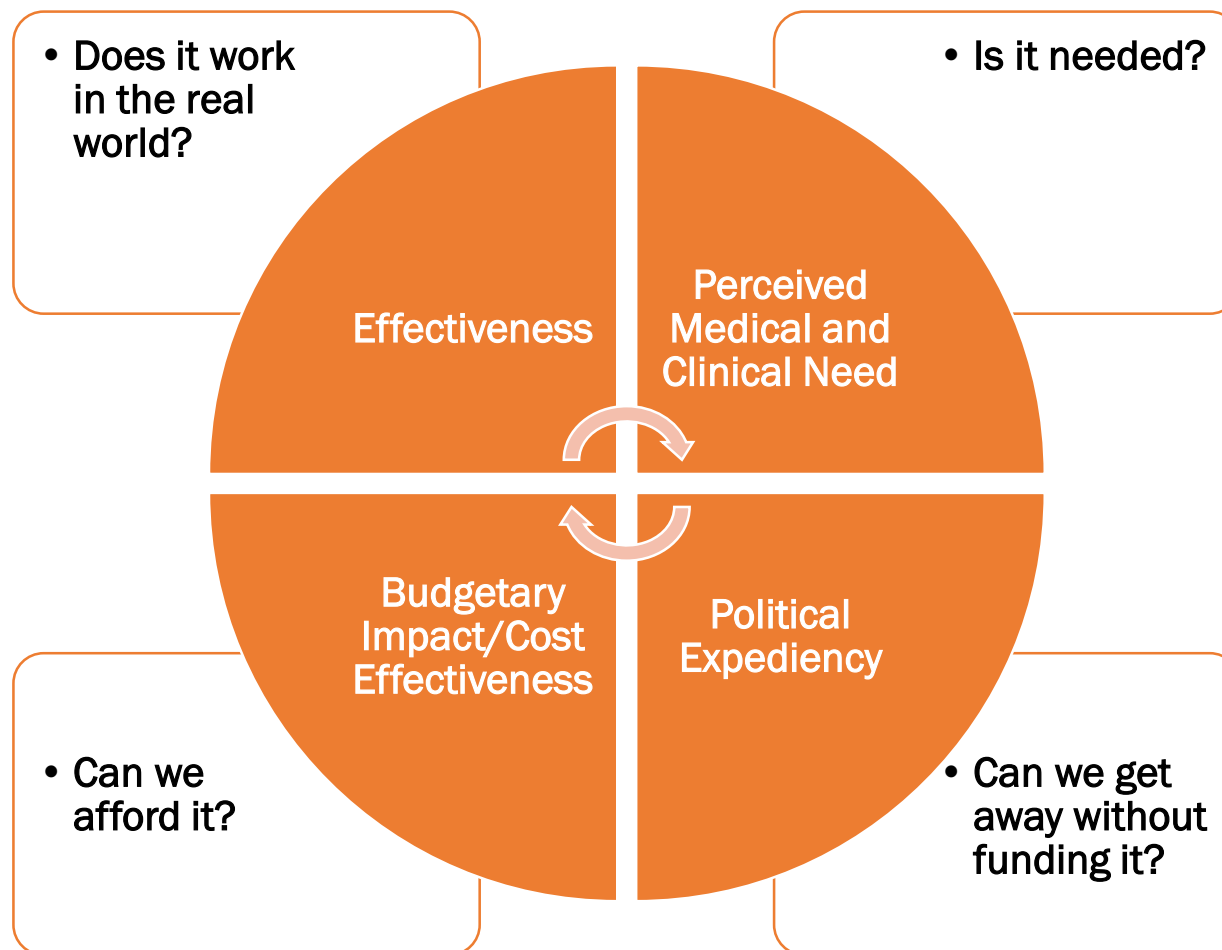 • Does it work
in the real
world?
• Is it needed?
Effectiveness
Perceived
Medical and
Clinical Need
Budgetary
Impact/Cost
Effectiveness
Political
Expediency
• Can we
afford it?
• Can we get
away without
funding it?